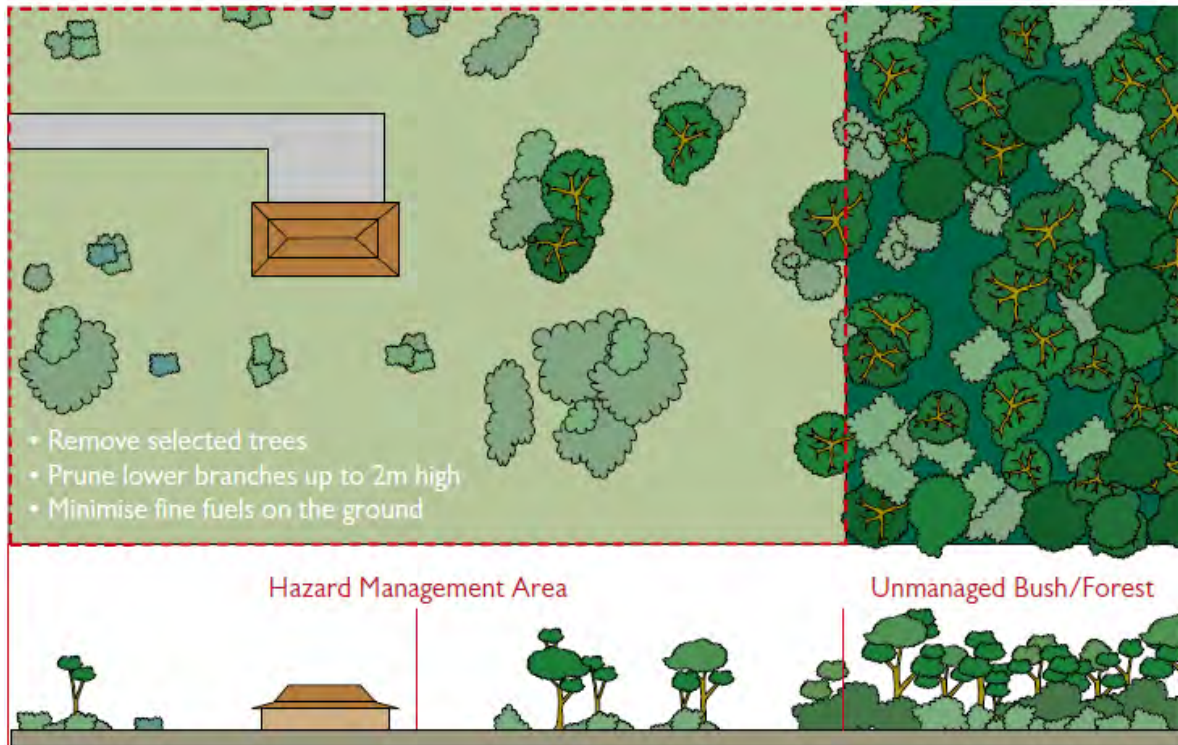 • Remove selected trees
• Prune lower branches up to 2m high
• Minimise fine fuels on the ground
Hazard Management Area
Unmanaged Bush/Forest